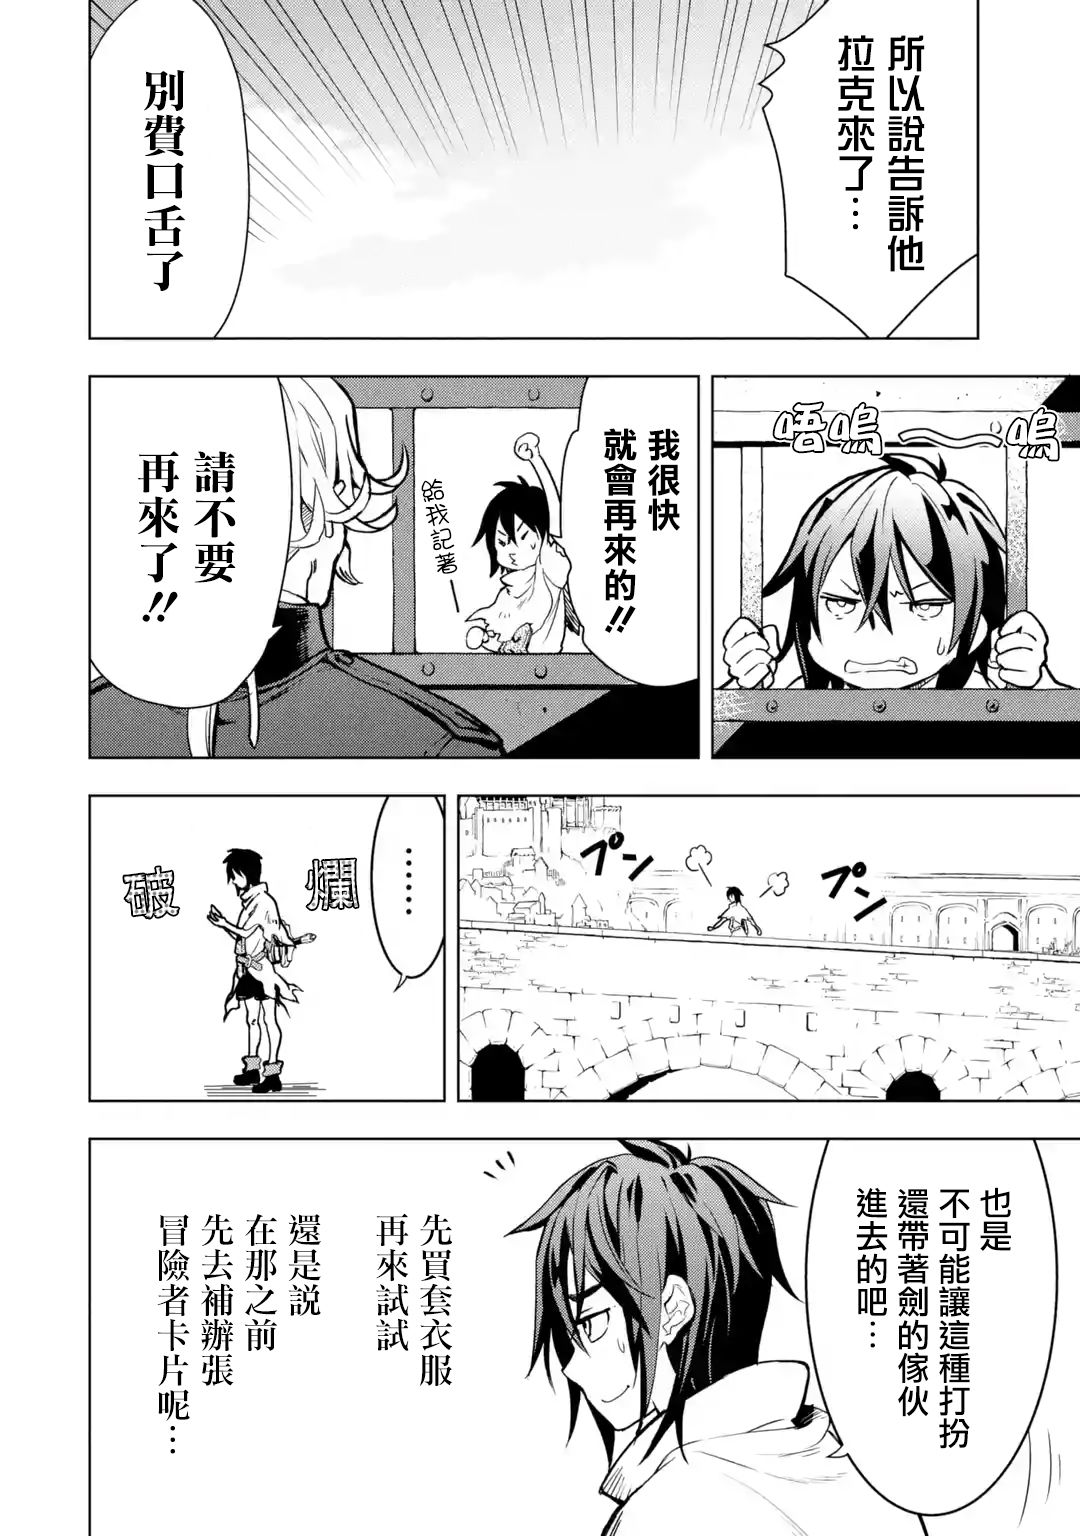 所以說告訴他
拉克來了…
別費口舌了
唔嗚——嗚
我很快
就會再來的!!
給我記著—
請不要
再來了!!
プン
プン
……
破
爛
也是
不可能讓這種打扮
還帶著劍的傢伙
進去的吧…
先買套衣服
再來試試
還是説
在那之前
先去補辦張
冒險者卡片呢…